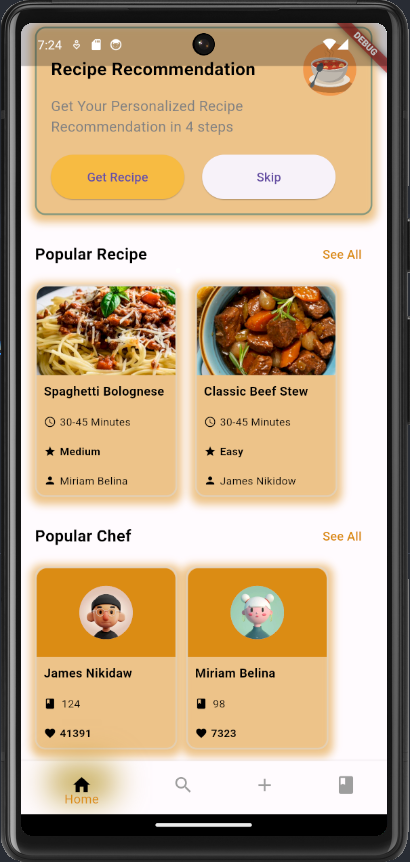 7:24
DEBUG
Recipe Recommendation
Get Your Personalized Recipe
Recommendation in 4 steps
Get Recipe
Skip
Popular Recipe
See All
Spaghetti Bolognese
30-45 Minutes
Medium
Miriam Belina
Classic Beef Stew
30-45 Minutes
Easy
James Nikidow
Popular Chef
See All
James Nikidaw
124
41391
Miriam Belina
98
7323
Home